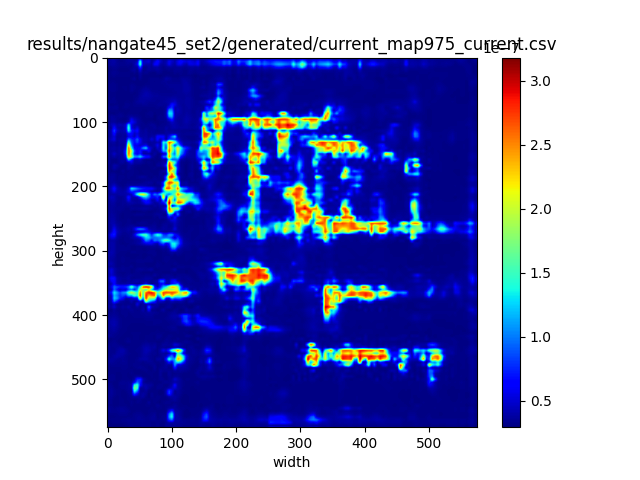 results/nangate45_set2/generated/current_map975_current.csv
1e−7
0
100
200
300
400
500
height
0 100 200 300 400 500
width
3.0
2.5
2.0
1.5
1.0
0.5